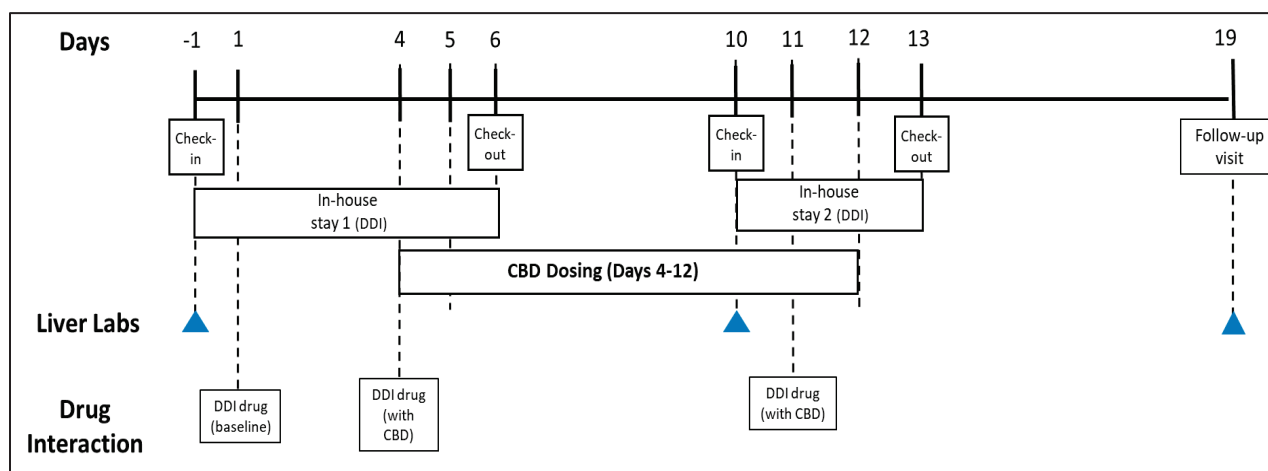 Days
-1 1 4 5 6 10 11 12 13 19
Check-
in
Check-
out
Check-
in
Check-
out
Follow-up
visit
In-house
stay 1 (DDI)
In-house
stay 2 (DDI)
CBD Dosing (Days 4-12)
Liver Labs
Drug
Interaction
DDI drug
(baseline)
DDI drug
(with
CBD)
DDI drug
(with CBD)